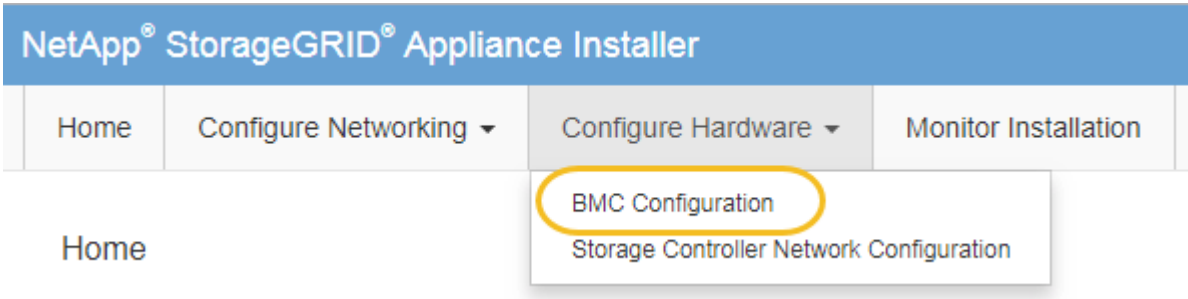 NetApp® StorageGRID® Appliance Installer
Home Configure Networking Configure Hardware Monitor Installation
BMC Configuration
Home
Storage Controller Network Configuration